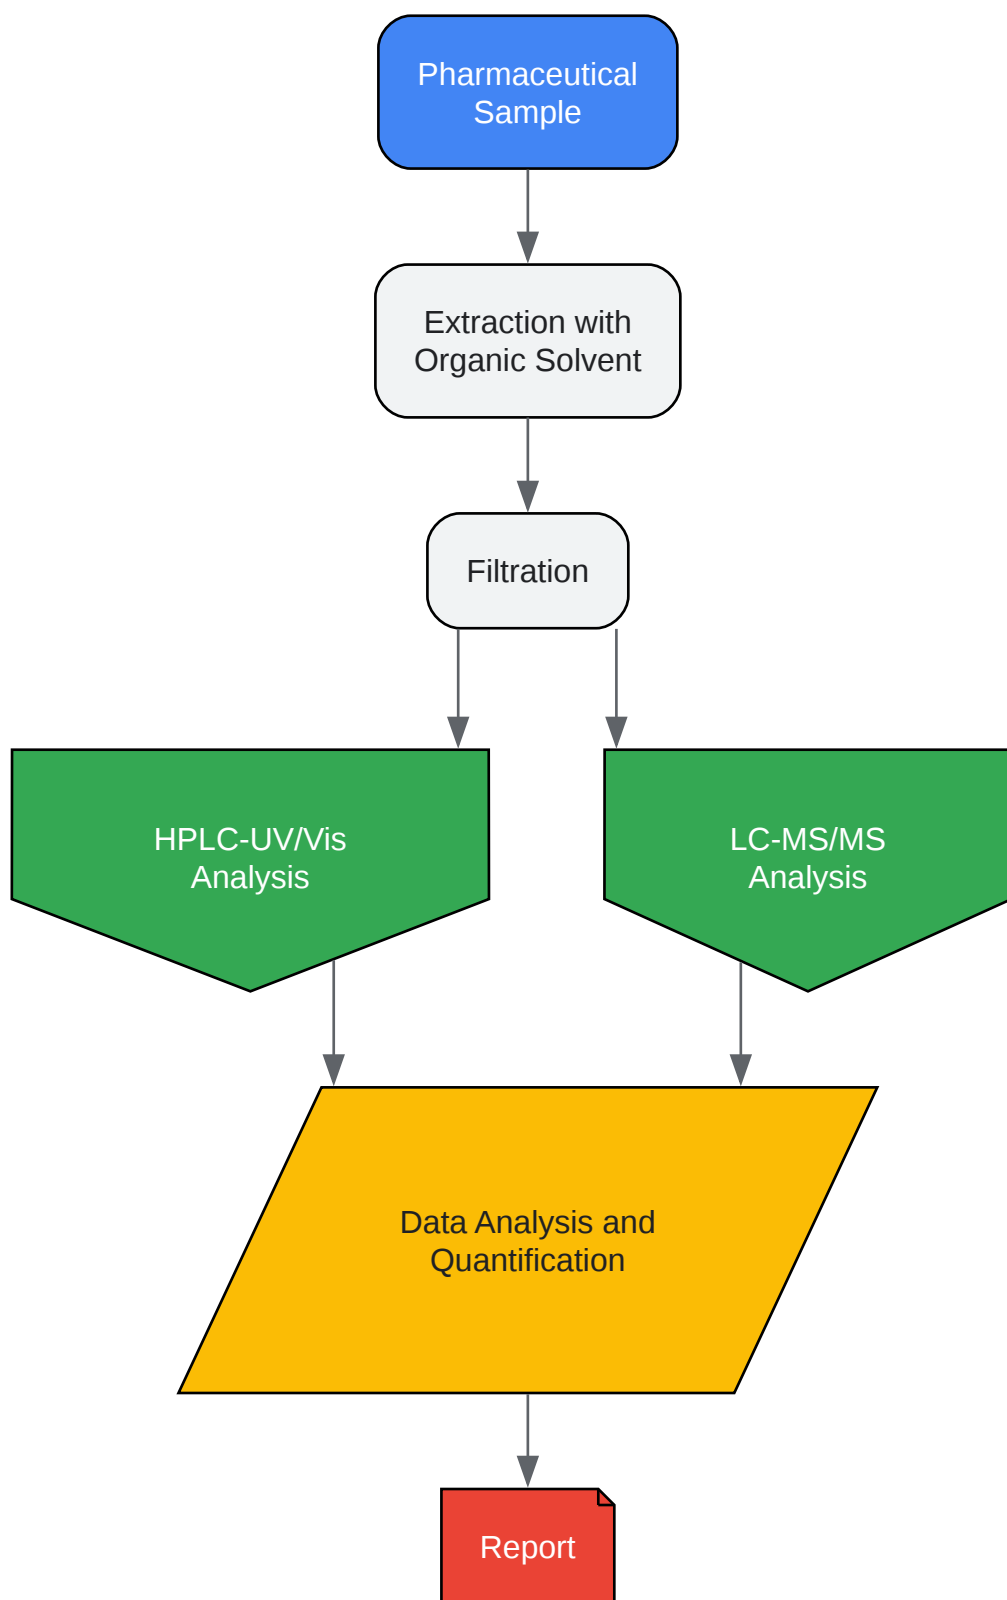 Pharmaceutical
Sample
Extraction with
Organic Solvent
Filtration
HPLC-UV/Vis
Analysis
LC-MS/MS
Analysis
Data Analysis and
Quantification
Report